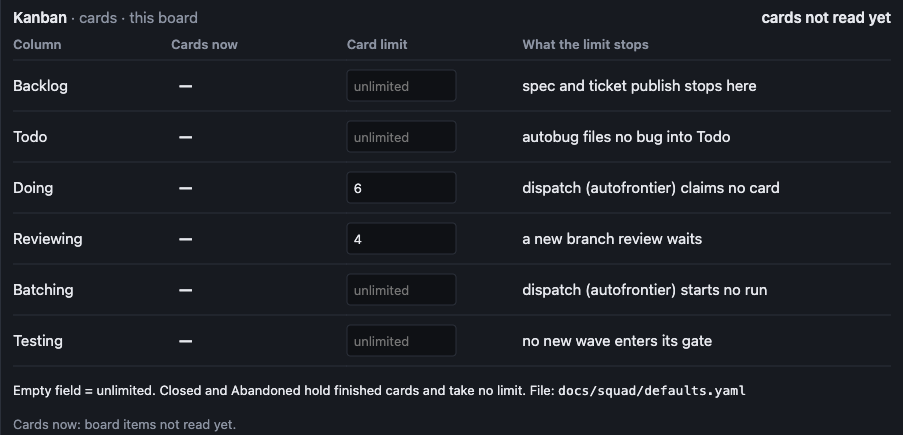 Kanban · cards · this board cards not read yet
Column Cards now Card limit What the limit stops
Backlog — unlimited spec and ticket publish stops here
Todo — unlimited autobug files no bug into Todo
Doing — 6 dispatch (autofrontier) claims no card
Reviewing — 4 a new branch review waits
Batching — unlimited dispatch (autofrontier) starts no run
Testing — unlimited no new wave enters its gate
Empty field = unlimited. Closed and Abandoned hold finished cards and take no limit. File: docs/squad/defaults.yaml
Cards now: board items not read yet.